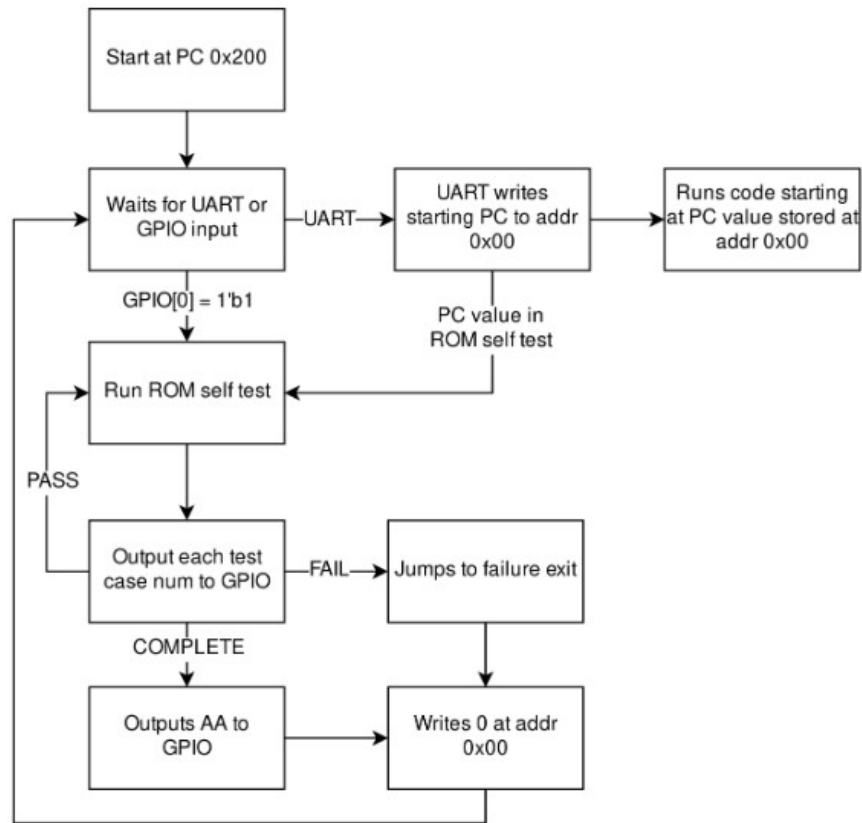 Start at PC 0x200
Waits for UART or
GPIO input
UART
UART writes
starting PC to addr
0x00
Runs code starting
at PC value stored at
addr 0x00
GPIO[0] = 1'b1
PC value in
ROM self test
Run ROM self test
PASS
Output each test
case num to GPIO
FAIL
Jumps to failure exit
COMPLETE
Outputs AA to
GPIO
Writes 0 at addr
0x00